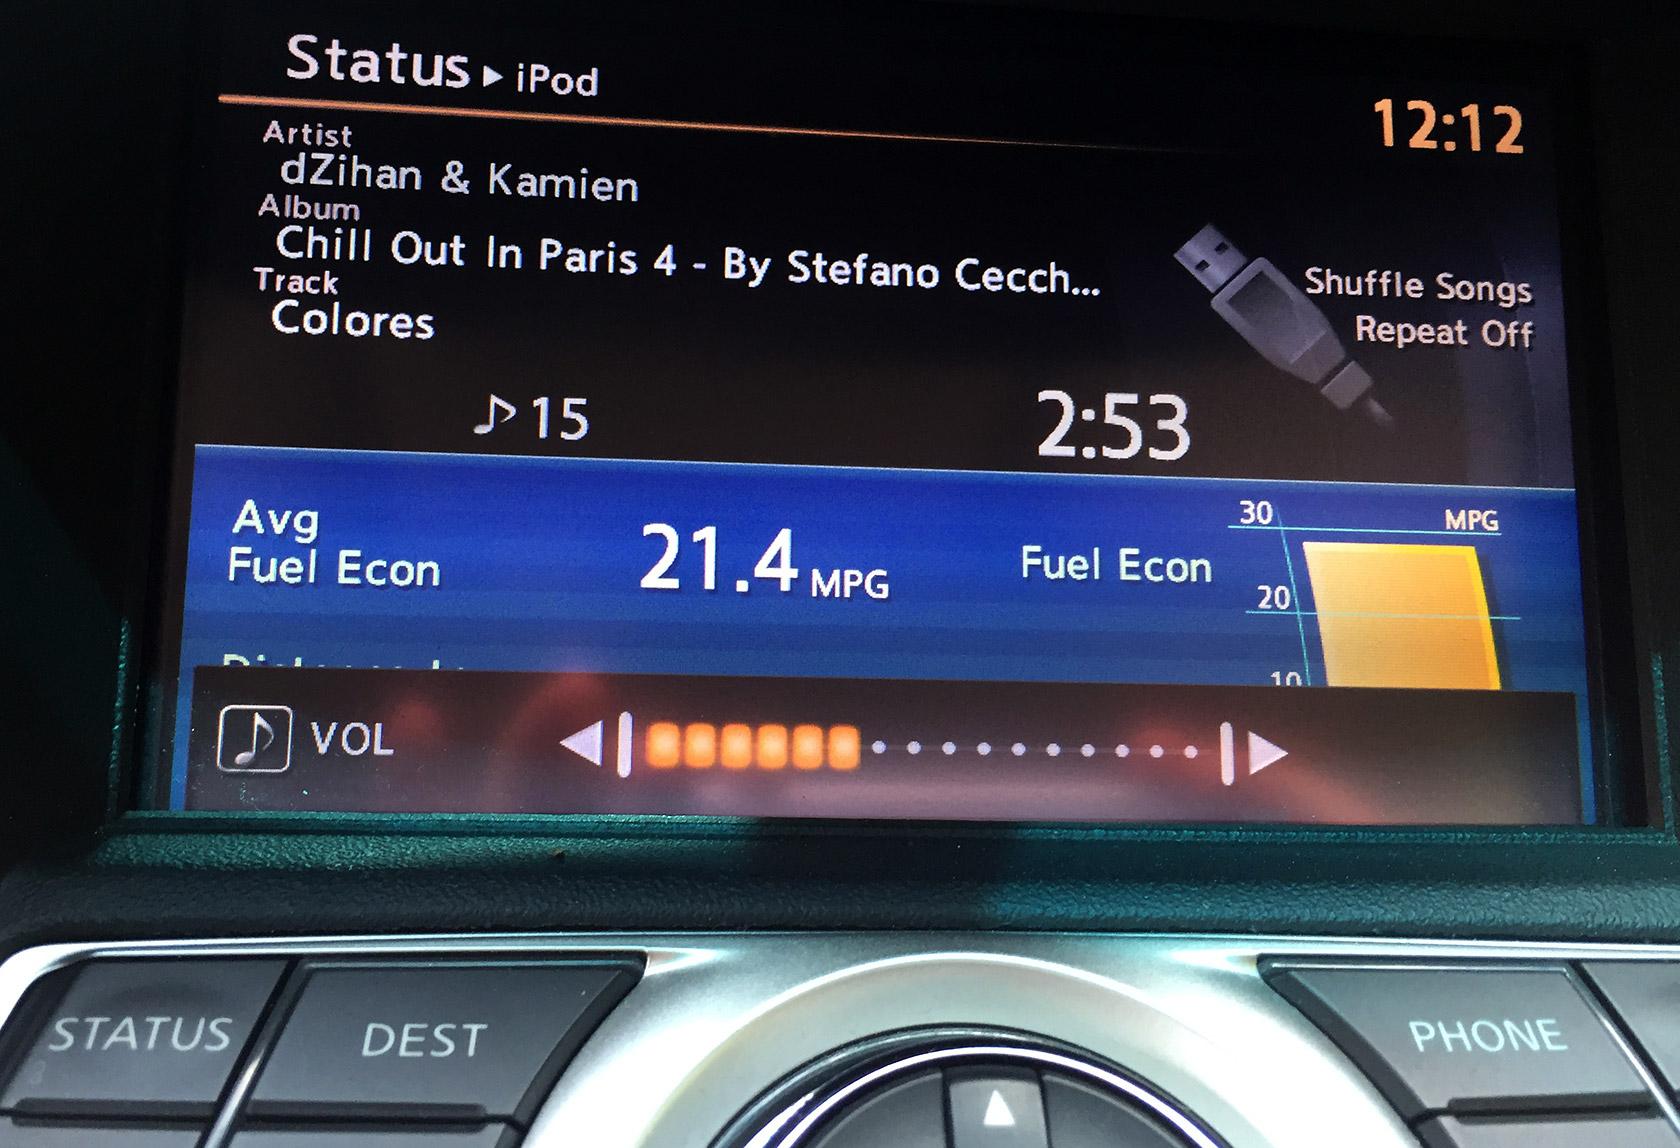 Status ▶ iPod
12:12
Artist
dZihan & Kamien
Album
Chill Out In Paris 4 - By Stefano Cecch...
Track
Colores
Shuffle Songs
Repeat Off
♪ 15
2:53
Avg
Fuel Econ
21.4 MPG
Fuel Econ
30
MPG
20
10
VOL
STATUS
DEST
PHONE